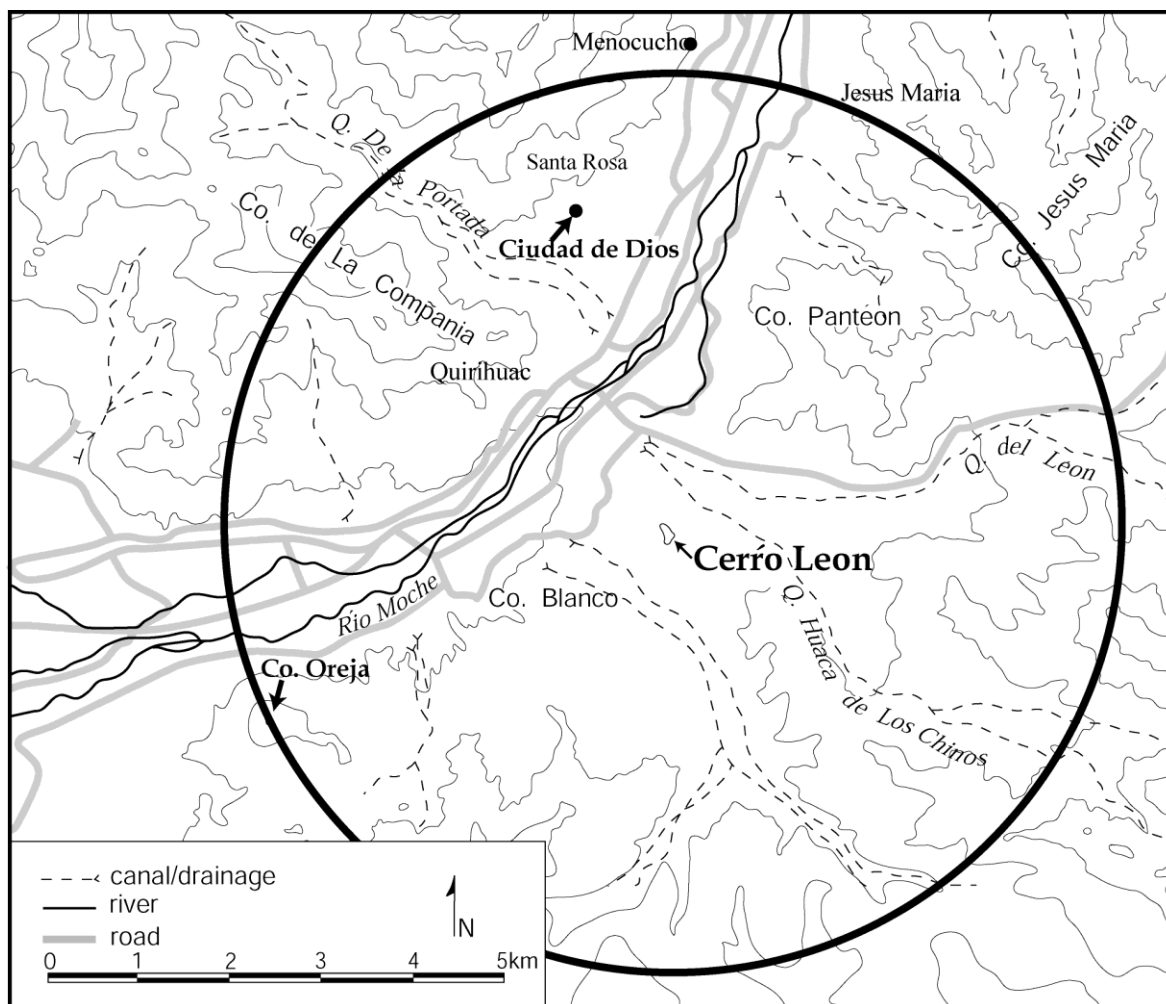 Menocucho
Jesus Maria
Q. De la Portada
Santa Rosa
Co. Jesus Maria
Ciudad de Dios
Co. de La Compañia
Co. Panteon
Quirihuac
Q. del Leon
Cerro Leon
Co. Blanco
Río Moche
Q. Huaca de Los Chinos
Co. Oreja
canal/drainage
river
road
N
0 1 2 3 4 5km